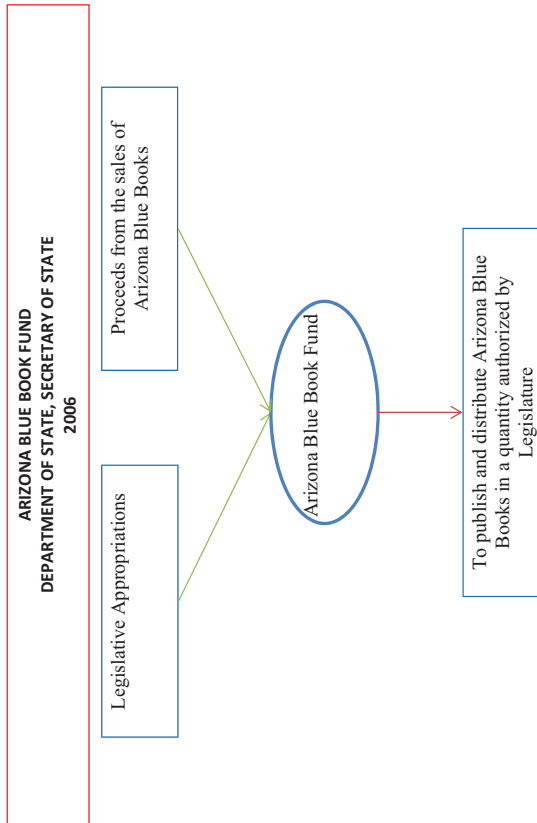 ARIZONA BLUE BOOK FUND
DEPARTMENT OF STATE, SECRETARY OF STATE
2006
Legislative Appropriations
Proceeds from the sales of
Arizona Blue Books
Arizona Blue Book Fund
To publish and distribute Arizona Blue
Books in a quantity authorized by
Legislature